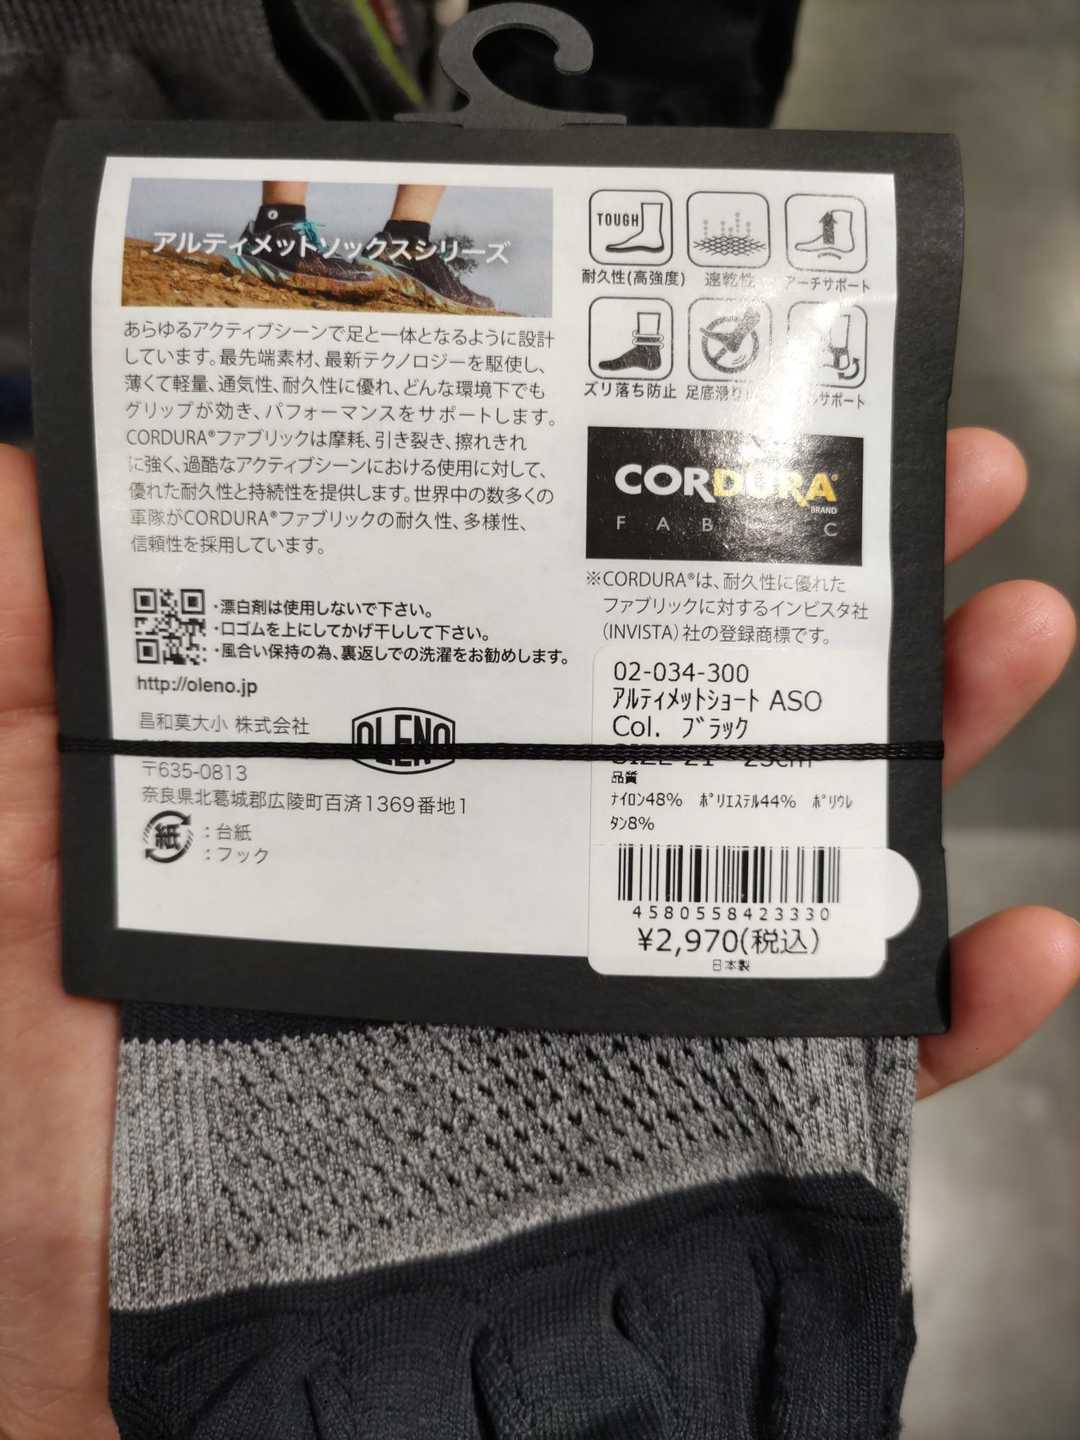 アルティメットソックスシリーズ
あらゆるアクティブシーンで足と一体となるように設計
しています。最先端素材、最新テクノロジーを駆使し、
薄くて軽量、通気性、耐久性に優れ、どんな環境下でも
グリップが効き、パフォーマンスをサポートします。
CORDURA®ファブリックは摩耗、引き裂き、擦れきれ
に強く、過酷なアクティブシーンにおける使用に対して、
優れた耐久性と持続性を提供します。世界中の数多くの
軍隊がCORDURA®ファブリックの耐久性、多様性、
信頼性を採用しています。
・漂白剤は使用しないで下さい。
・口ゴムを上にしてかげ干しして下さい。
・風合い保持の為、裏返しでの洗濯をお勧めします。
http://oleno.jp
昌和莫大小 株式会社
OLENO
〒635-0813
奈良県北葛城郡広陵町百済1369番地1
紙
：台紙
：フック
TOUGH
耐久性(高強度)
速乾性
アーチサポート
ズリ落ち防止
足底滑り
サポート
CORDURA®
BRAND
FABRIC
※CORDURA®は、耐久性に優れた
ファブリックに対するインビスタ社
(INVISTA)社の登録商標です。
02-034-300
ｱﾙﾃｨﾒｯﾄｼｮｰﾄ ASO
Col. ﾌﾞﾗｯｸ
品質
ﾅｲﾛﾝ48% ﾎﾟﾘｴｽﾃﾙ44% ﾎﾟﾘｳﾚ
ﾀﾝ8%
4580558423330
¥2,970(税込)
日本製